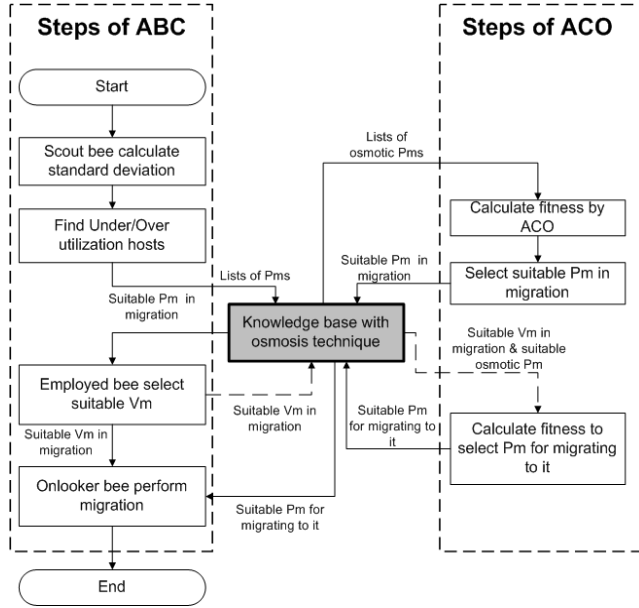 Steps of ABC
Steps of ACO
Start
Scout bee calculate
standard deviation
Find Under/Over
utilization hosts
Lists of
osmotic Pms
Calculate fitness by
ACO
Select suitable Pm in
migration
Lists of Pms
Suitable Pm in
migration
Suitable Pm in
migration
Knowledge base with
osmosis technique
Suitable Vm in
migration & suitable
osmotic Pm
Employed bee select
suitable Vm
Suitable Vm in
migration
Suitable Pm
for migrating to
it
Calculate fitness to
select Pm for migrating
to it
Suitable Vm in
migration
Onlooker bee perform
migration
Suitable Pm for
migrating to it
End